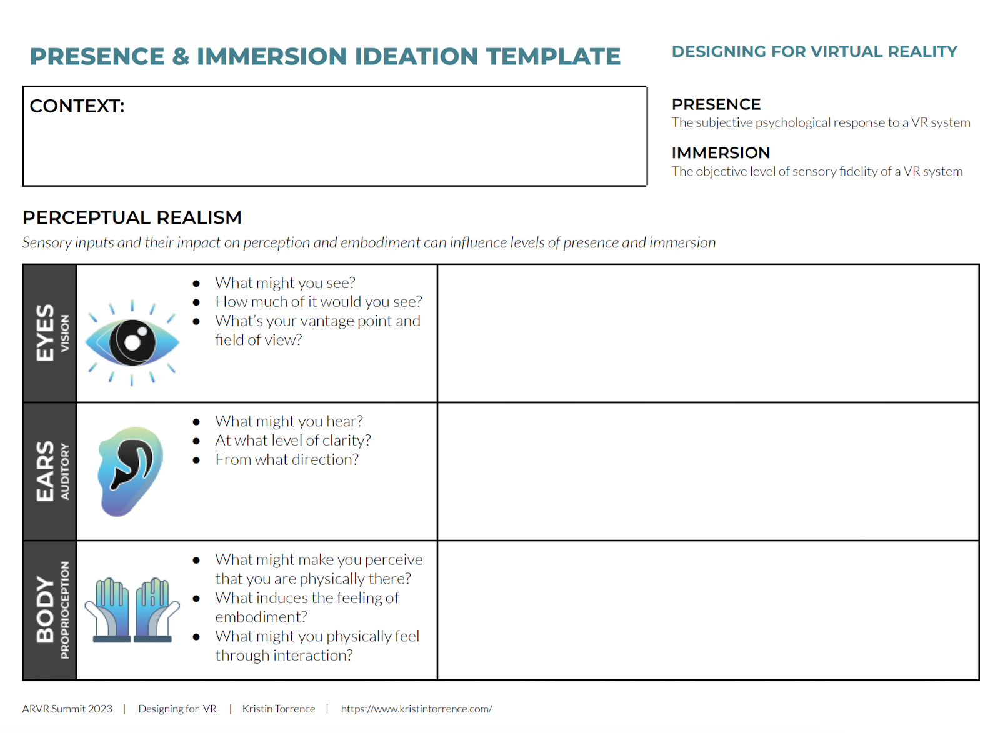 PRESENCE & IMMERSION IDEATION TEMPLATE
DESIGNING FOR VIRTUAL REALITY
CONTEXT:
PRESENCE
The subjective psychological response to a VR system
IMMERSION
The objective level of sensory fidelity of a VR system
PERCEPTUAL REALISM
Sensory inputs and their impact on perception and embodiment can influence levels of presence and immersion
EYES
VISION
● What might you see?
● How much of it would you see?
● What’s your vantage point and
field of view?
EARS
AUDITORY
● What might you hear?
● At what level of clarity?
● From what direction?
BODY
PROPRIOCEPTION
● What might make you perceive
that you are physically there?
● What induces the feeling of
embodiment?
● What might you physically feel
through interaction?
ARVR Summit 2023 | Designing for VR | Kristin Torrence | https://www.kristintorrence.com/